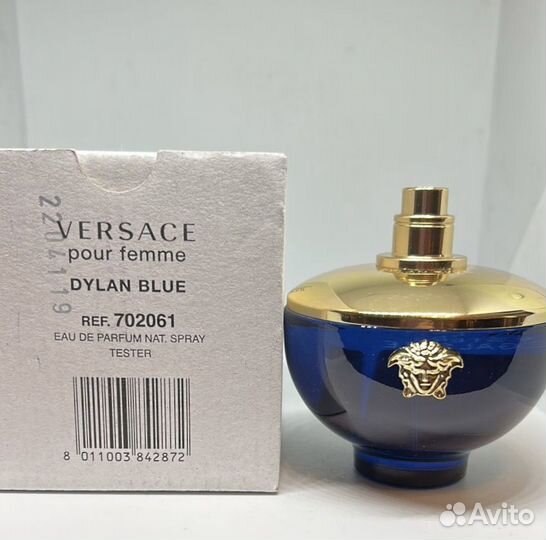 VERSACE
pour femme
DYLAN BLUE
REF. 702061
EAU DE PARFUM NAT. SPRAY
TESTER
8 011003 842872
Avito